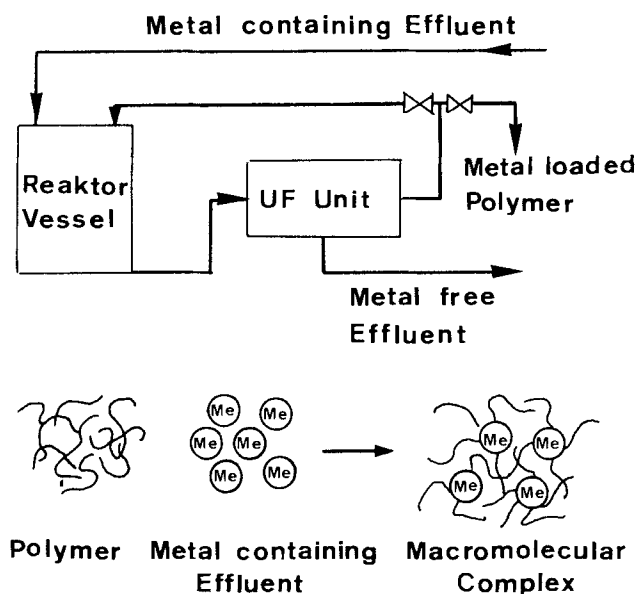 Metal containing Effluent
Reaktor
Vessel
UF Unit
Metal loaded
Polymer
Metal free
Effluent
Me
Me
Me
Me
Me
Me
Me
Me
Me
Me
Me
Polymer
Metal containing
Effluent
Macromolecular
Complex